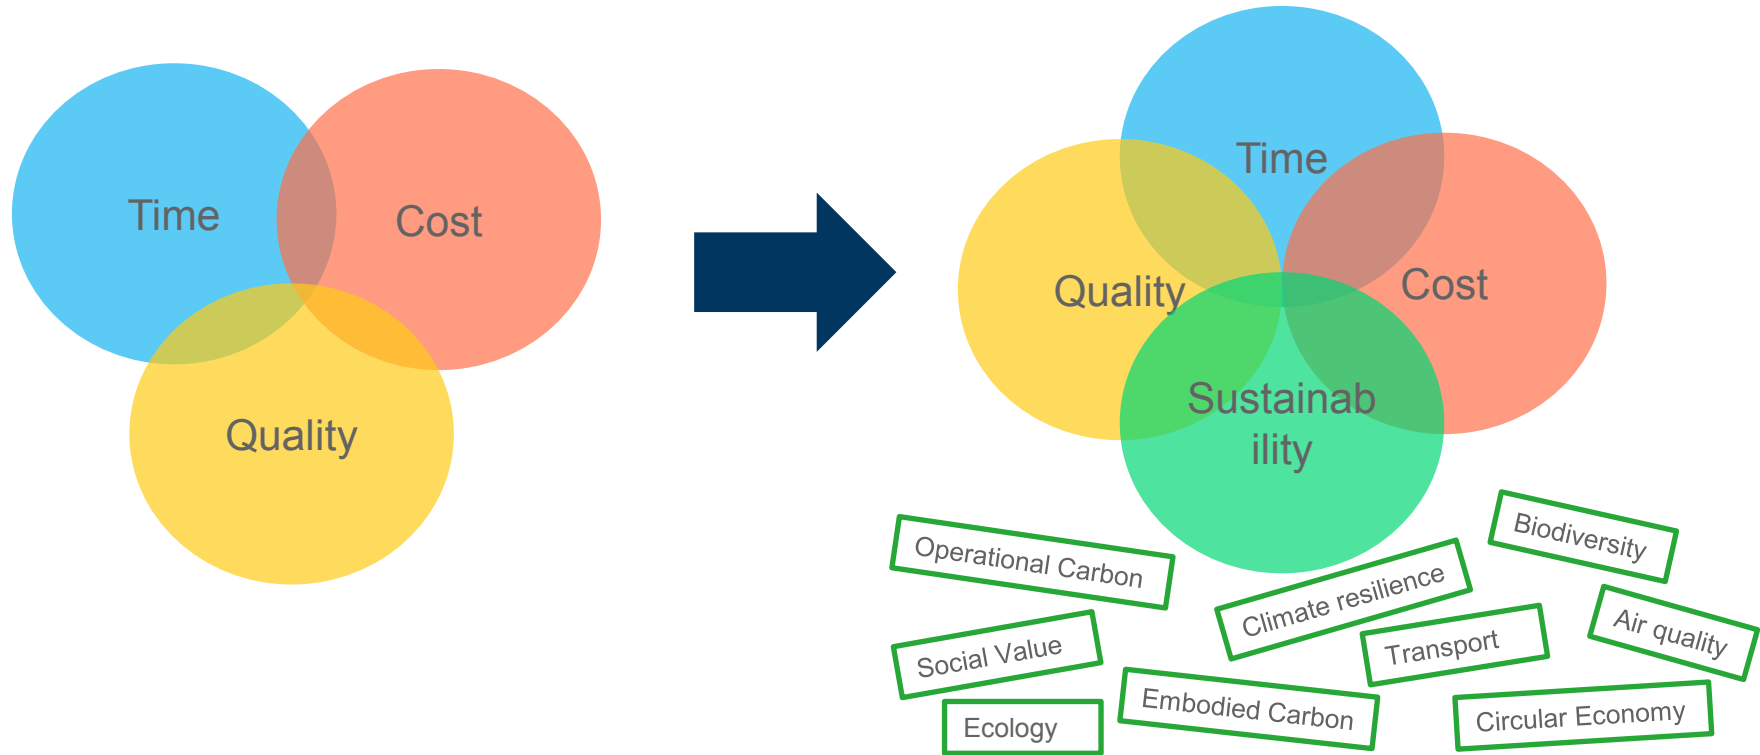 Time
Cost
Quality
Time
Quality
Cost
Sustainab
ility
Operational Carbon
Climate resilience
Biodiversity
Social Value
Transport
Air quality
Ecology
Embodied Carbon
Circular Economy